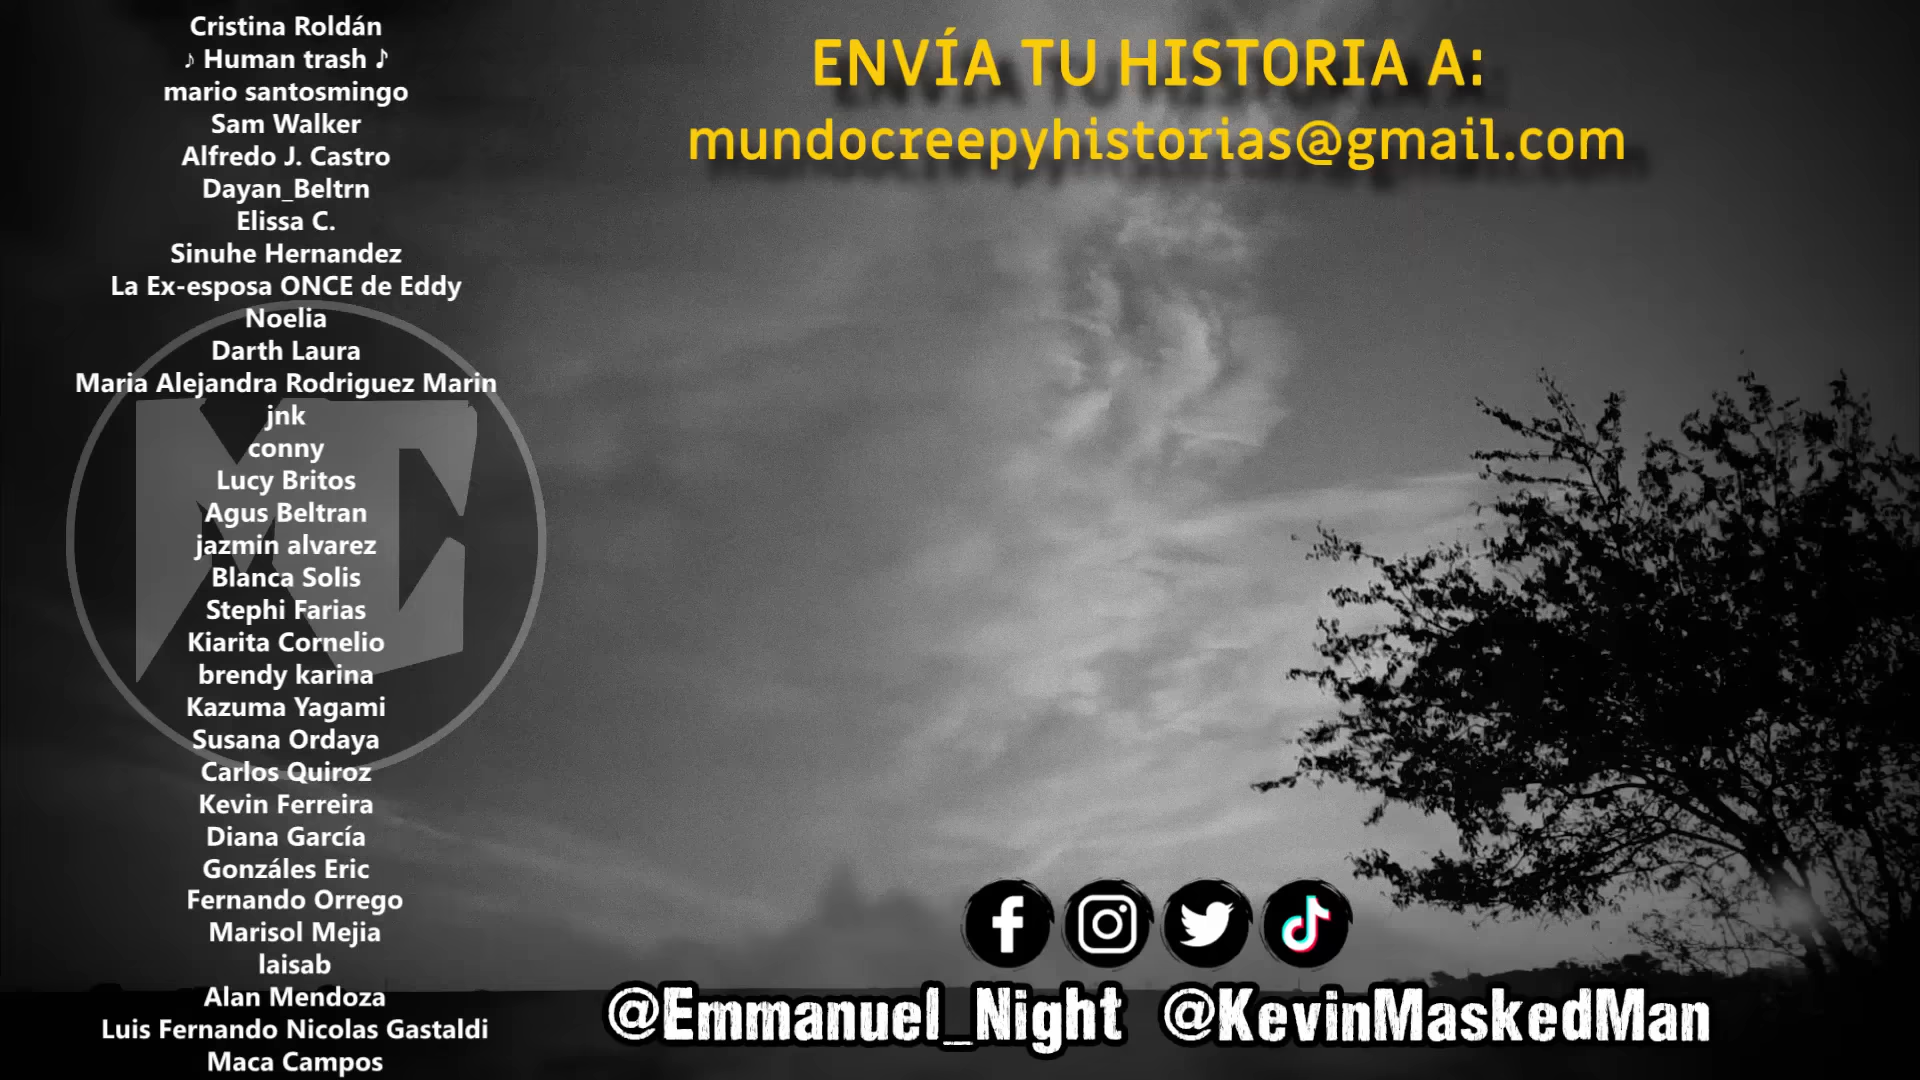 Cristina Roldán
♪ Human trash ♪
mario santosmingo
Sam Walker
Alfredo J. Castro
Dayan_Beltrn
Elissa C.
Sinuhe Hernandez
La Ex-esposa ONCE de Eddy
Noelia
Darth Laura
Maria Alejandra Rodriguez Marin
jnk
conny
Lucy Britos
Agus Beltran
jazmin alvarez
Blanca Solis
Stephi Farias
Kiarita Cornelio
brendy karina
Kazuma Yagami
Susana Ordaya
Carlos Quiroz
Kevin Ferreira
Diana García
Gonzáles Eric
Fernando Orrego
Marisol Mejia
laisab
Alan Mendoza
Luis Fernando Nicolas Gastaldi
Maca Campos
MC
ENVÍA TU HISTORIA A:
mundocreepyhistorias@gmail.com
@Emmanuel_Night @KevinMaskedMan